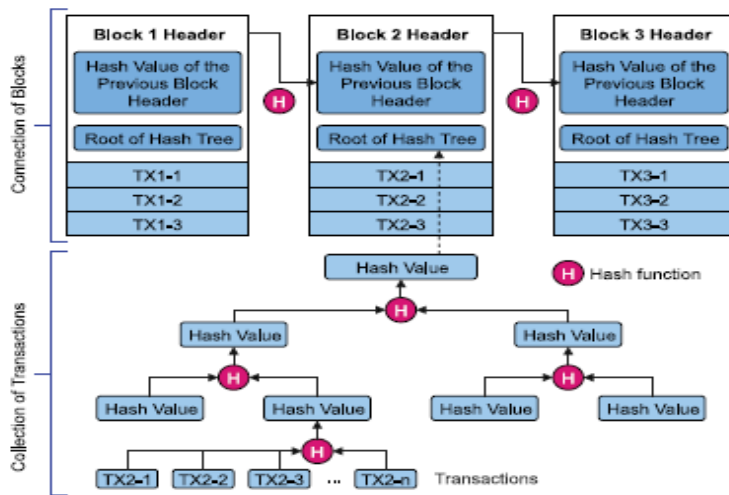 Connection of Blocks
Block 1 Header
Hash Value of the
Previous Block
Header
Root of Hash Tree
TX1-1
TX1-2
TX1-3
H
Block 2 Header
Hash Value of the
Previous Block
Header
Root of Hash Tree
TX2-1
TX2-2
TX2-3
H
Block 3 Header
Hash Value of the
Previous Block
Header
Root of Hash Tree
TX3-1
TX3-2
TX3-3
Collection of Transactions
Hash Value
H Hash function
H
Hash Value
Hash Value
H
H
Hash Value
Hash Value
Hash Value
Hash Value
H
TX2-1 TX2-2 TX2-3 ... TX2-n Transactions